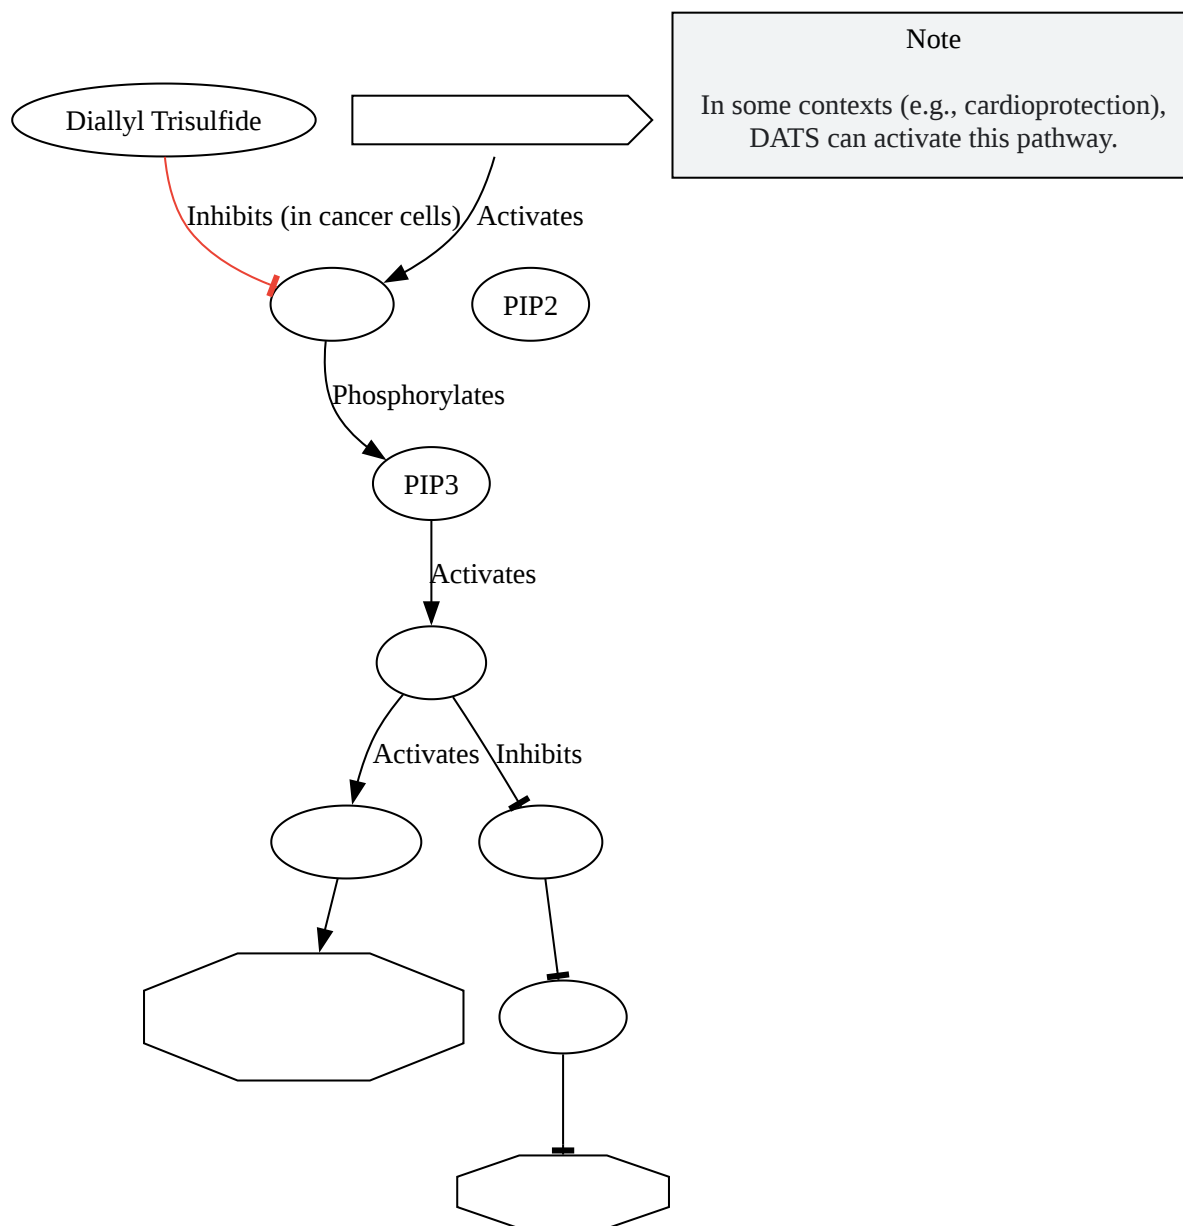 Note
Diallyl Trisulfide
In some contexts (e.g., cardioprotection),
DATS can activate this pathway.
Inhibits (in cancer cells)
Activates
PIP2
Phosphorylates
PIP3
Activates
Activates
Inhibits